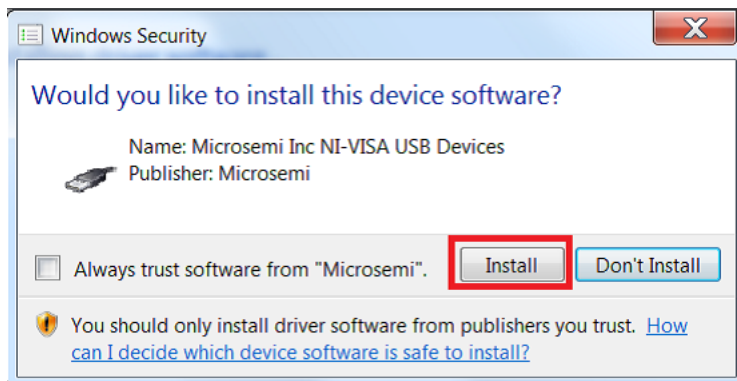 Windows Security
Would you like to install this device software?
Name: Microsemi Inc NI-VISA USB Devices
Publisher: Microsemi
Always trust software from "Microsemi".
Install
Don't Install
You should only install driver software from publishers you trust. How
can I decide which device software is safe to install?